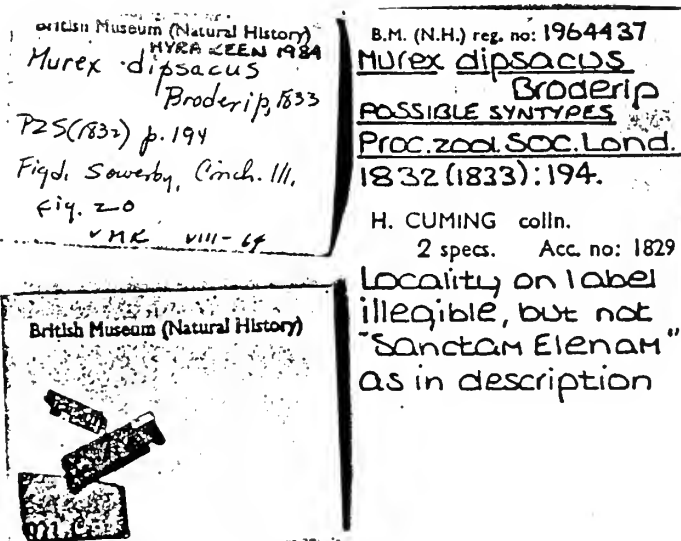 British Museum (Natural History)
MYRA KEEN 1984
Murex dipsacus
Broderip, 1833
PZS (1832) p. 194
Figd. Sowerby, Conch. Ill.
fig. 20
MK VIII-64
British Museum (Natural History)
M.C.
B.M. (N.H.) reg. no: 1964437
Murex dipsacus
Broderip
POSSIBLE SYNTYPES
Proc. zool. Soc. Lond.
1832 (1833): 194.
H. CUMING colln.
2 specs. Acc. no: 1829
Locality on label
illegible, but not
"Sanctam Elenam"
as in description